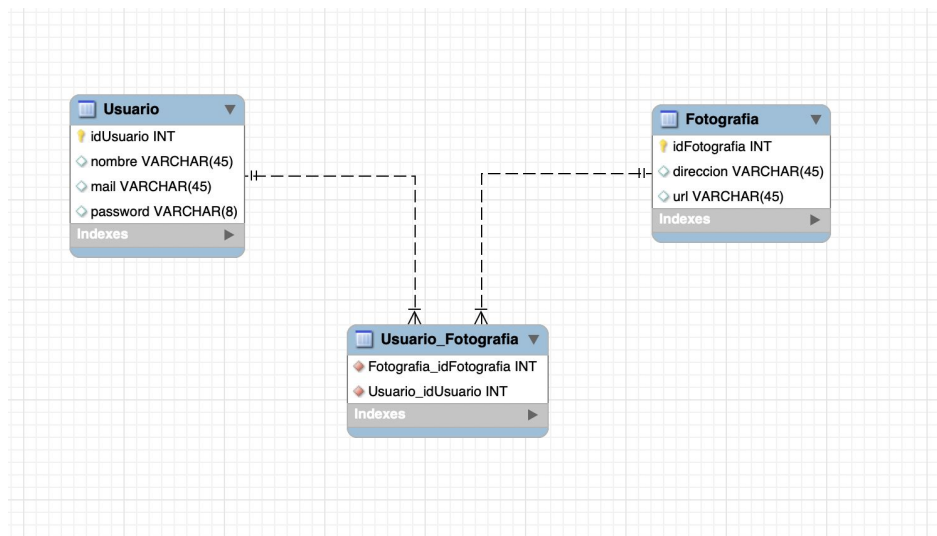 Usuario
idUsuario INT
nombre VARCHAR(45)
mail VARCHAR(45)
password VARCHAR(8)
Indexes
Fotografia
idFotografia INT
direccion VARCHAR(45)
url VARCHAR(45)
Indexes
Usuario_Fotografia
Fotografia_idFotografia INT
Usuario_idUsuario INT
Indexes